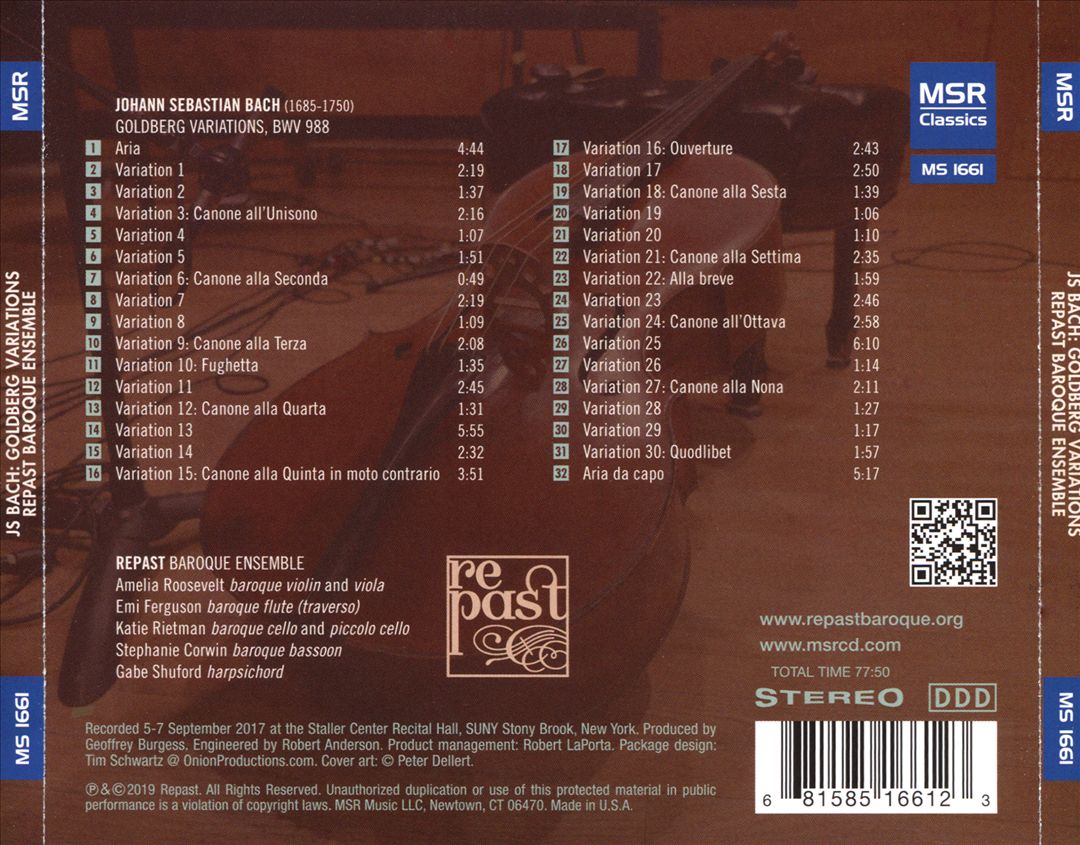 MSR
JS BACH: GOLDBERG VARIATIONS
REPAST BAROQUE ENSEMBLE
MS 1661
JOHANN SEBASTIAN BACH (1685-1750)
GOLDBERG VARIATIONS, BWV 988
1 Aria 4:44
2 Variation 1 2:19
3 Variation 2 1:37
4 Variation 3: Canone all'Unisono 2:16
5 Variation 4 1:07
6 Variation 5 1:51
7 Variation 6: Canone alla Seconda 0:49
8 Variation 7 2:19
9 Variation 8 1:09
10 Variation 9: Canone alla Terza 2:08
11 Variation 10: Fughetta 1:35
12 Variation 11 2:45
13 Variation 12: Canone alla Quarta 1:31
14 Variation 13 5:55
15 Variation 14 2:32
16 Variation 15: Canone alla Quinta in moto contrario 3:51
17 Variation 16: Ouverture 2:43
18 Variation 17 2:50
19 Variation 18: Canone alla Sesta 1:39
20 Variation 19 1:06
21 Variation 20 1:10
22 Variation 21: Canone alla Settima 2:35
23 Variation 22: Alla breve 1:59
24 Variation 23 2:46
25 Variation 24: Canone all'Ottava 2:58
26 Variation 25 6:10
27 Variation 26 1:14
28 Variation 27: Canone alla Nona 2:11
29 Variation 28 1:27
30 Variation 29 1:17
31 Variation 30: Quodlibet 1:57
32 Aria da capo 5:17
MSR
Classics
MS 1661
REPAST BAROQUE ENSEMBLE
Amelia Roosevelt baroque violin and viola
Emi Ferguson baroque flute (traverso)
Katie Rietman baroque cello and piccolo cello
Stephanie Corwin baroque bassoon
Gabe Shuford harpsichord
re
past
www.repastbaroque.org
www.msrcd.com
TOTAL TIME 77:50
STEREO DDD
Recorded 5-7 September 2017 at the Staller Center Recital Hall, SUNY Stony Brook, New York. Produced by
Geoffrey Burgess. Engineered by Robert Anderson. Product management: Robert LaPorta. Package design:
Tim Schwartz @ OnionProductions.com. Cover art: © Peter Dellert.
℗&©2019 Repast. All Rights Reserved. Unauthorized duplication or use of this protected material in public
performance is a violation of copyright laws. MSR Music LLC, Newtown, CT 06470. Made in U.S.A.
6 81585 16612 3
MSR
JS BACH: GOLDBERG VARIATIONS
REPAST BAROQUE ENSEMBLE
MS 1661